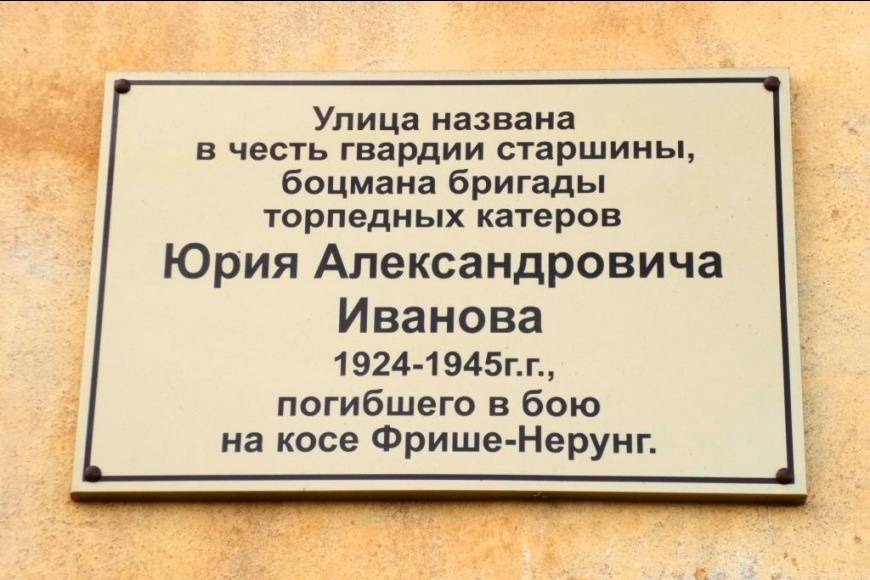 Улица названа
в честь гвардии старшины,
боцмана бригады
торпедных катеров
Юрия Александровича
Иванова
1924-1945г.г.,
погибшего в бою
на косе Фрише-Нерунг.